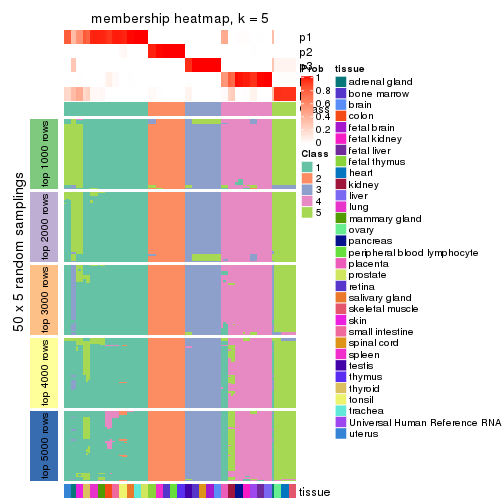 membership heatmap, k = 5
p1
p2
p3
p
Class
50 x 5 random samplings
top 1000 rows
top 2000 rows
top 3000 rows
top 4000 rows
top 5000 rows
Prob
1
0.8
0.6
0.4
0.2
0
Class
1
2
3
4
5
tissue
adrenal gland
bone marrow
brain
colon
fetal brain
fetal kidney
fetal liver
fetal thymus
heart
kidney
liver
lung
mammary gland
ovary
pancreas
peripheral blood lymphocyte
placenta
prostate
retina
salivary gland
skeletal muscle
skin
small intestine
spinal cord
spleen
testis
thymus
thyroid
tonsil
trachea
Universal Human Reference RNA
uterus
tissue